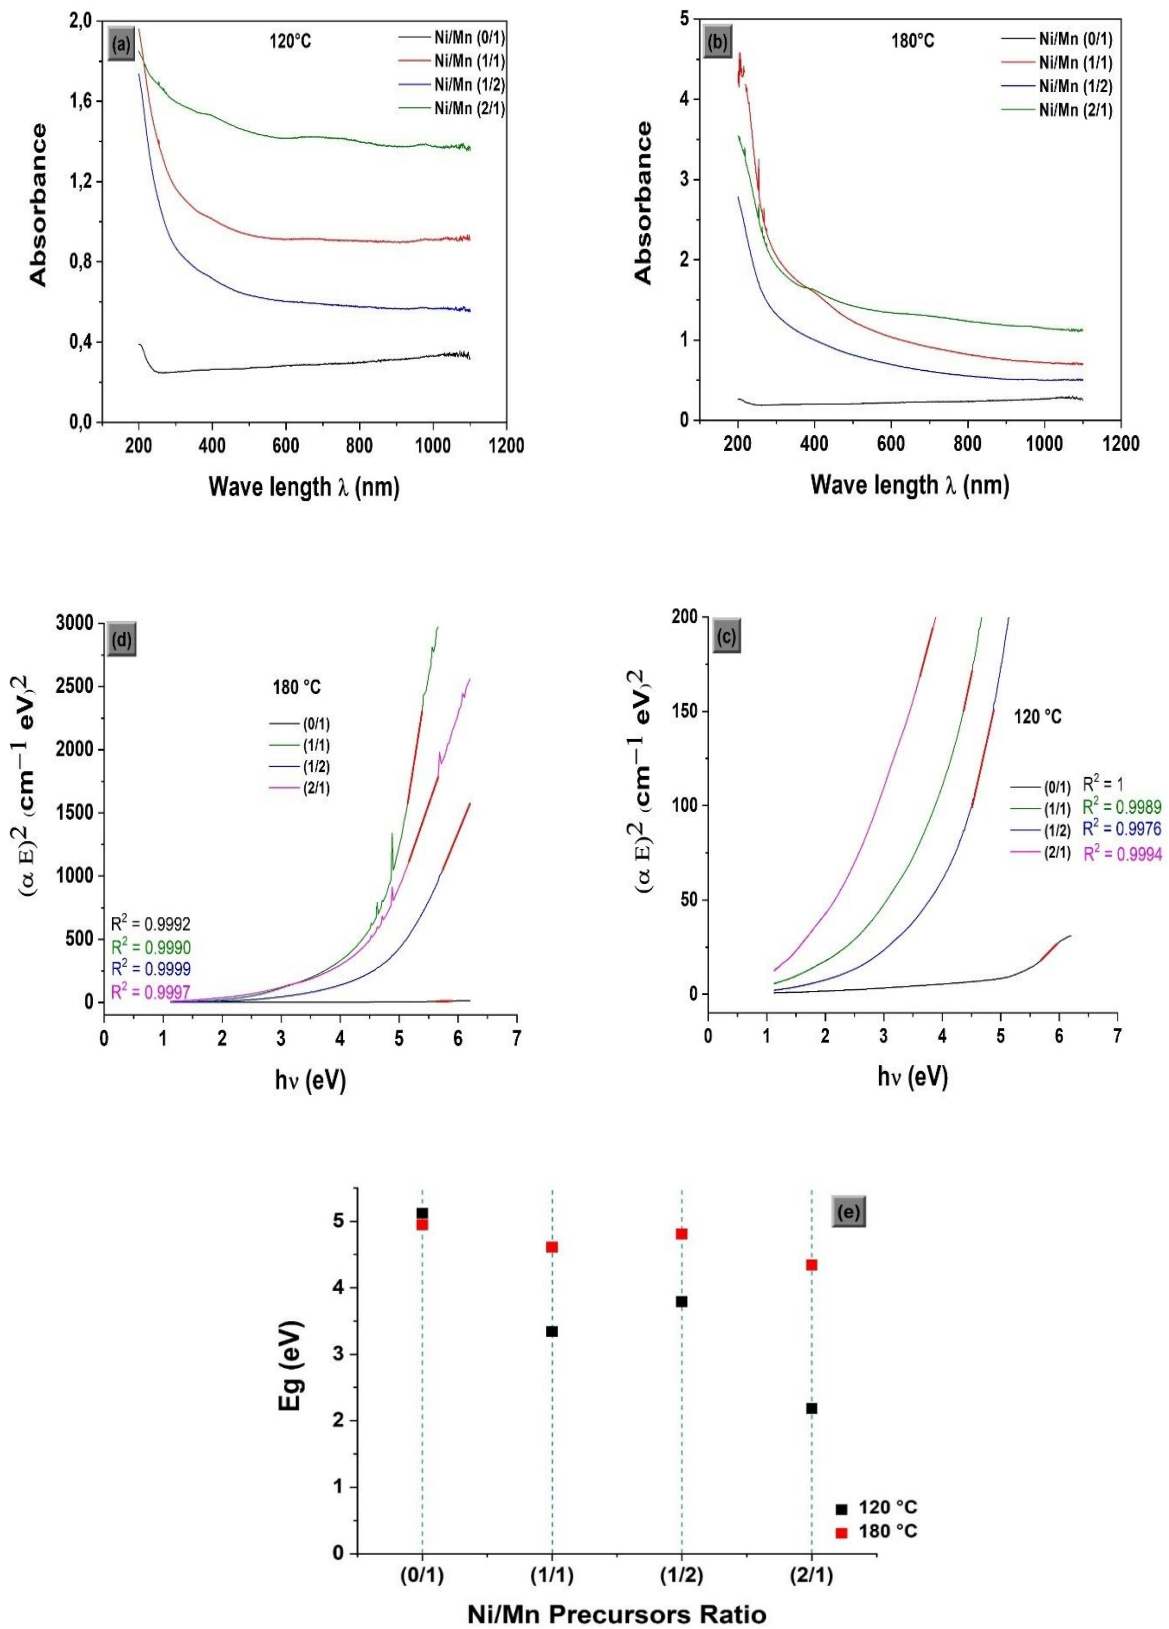 (a)
120°C
Ni/Mn (0/1)
Ni/Mn (1/1)
Ni/Mn (1/2)
Ni/Mn (2/1)
2,0
1,6
1,2
0,8
0,4
0,0
Absorbance
200 400 600 800 1000 1200
Wave length λ (nm)
(b)
180°C
Ni/Mn (0/1)
Ni/Mn (1/1)
Ni/Mn (1/2)
Ni/Mn (2/1)
5
4
3
2
1
0
Absorbance
200 400 600 800 1000 1200
Wave length λ (nm)
(d)
180 °C
(0/1)
(1/1)
(1/2)
(2/1)
3000
2500
2000
1500
1000
500
0
(α E)² (cm⁻¹ eV)²
R² = 0.9992
R² = 0.9990
R² = 0.9999
R² = 0.9997
0 1 2 3 4 5 6 7
hν (eV)
(c)
120 °C
(0/1) R² = 1
(1/1) R² = 0.9989
(1/2) R² = 0.9976
(2/1) R² = 0.9994
200
150
100
50
0
(α E)² (cm⁻¹ eV)²
0 1 2 3 4 5 6 7
hν (eV)
(e)
5
4
3
2
1
0
Eg (eV)
120 °C
180 °C
(0/1) (1/1) (1/2) (2/1)
Ni/Mn Precursors Ratio